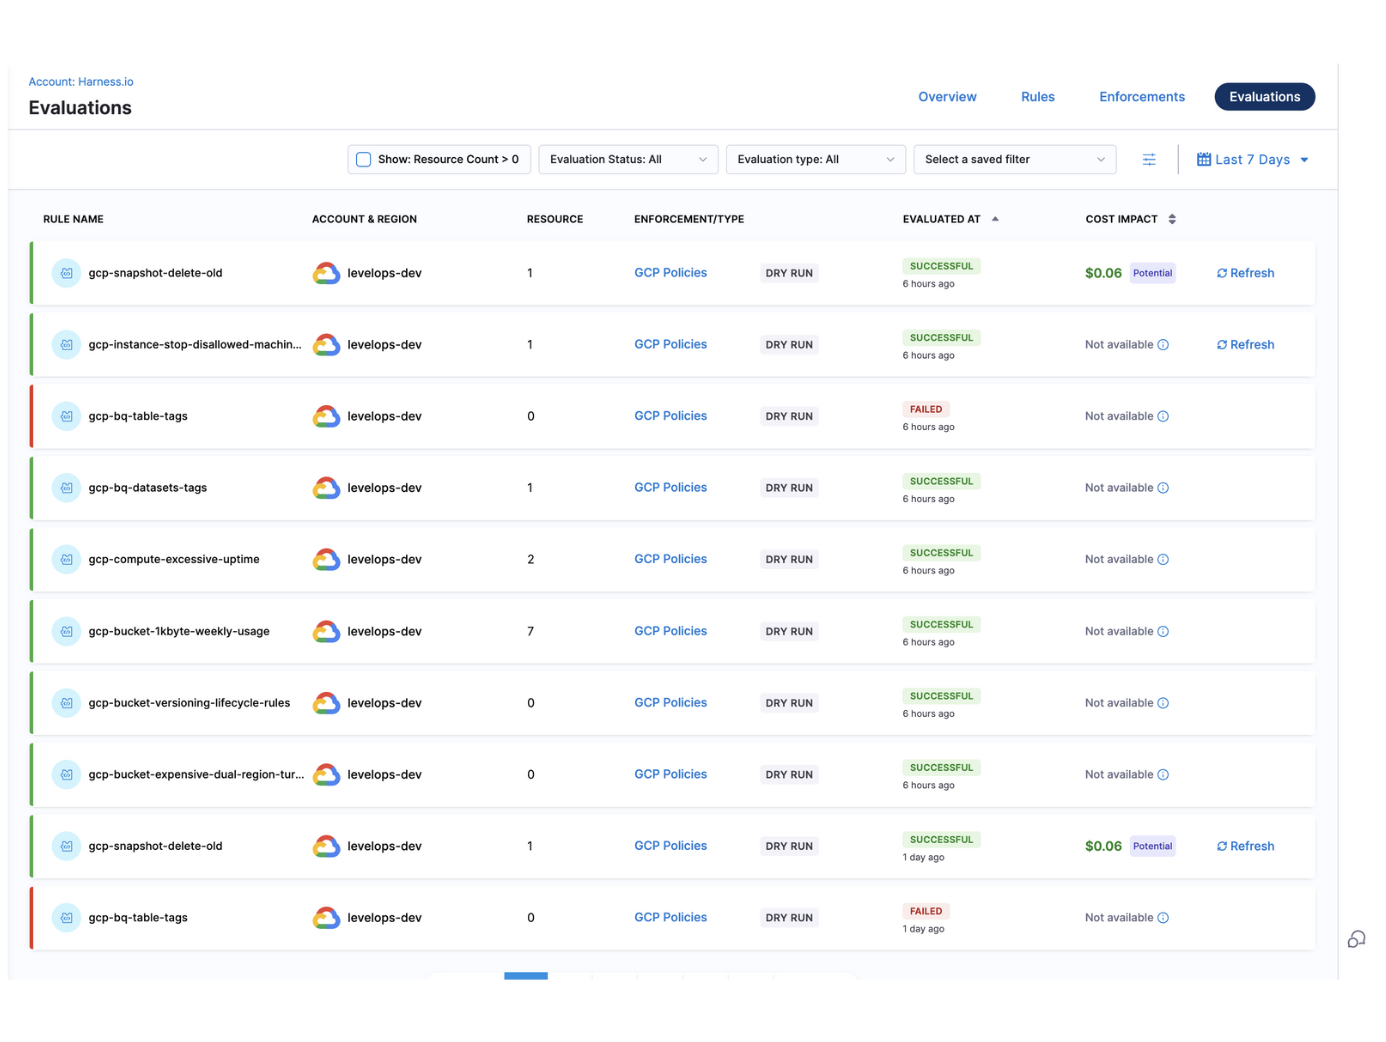 Account: Harness.io
Evaluations
Overview Rules Enforcements Evaluations
Show: Resource Count > 0 Evaluation Status: All Evaluation type: All Select a saved filter Last 7 Days
RULE NAME ACCOUNT & REGION RESOURCE ENFORCEMENT/TYPE EVALUATED AT COST IMPACT
gcp-snapshot-delete-old levelops-dev 1 GCP Policies DRY RUN SUCCESSFUL $0.06 Potential Refresh
6 hours ago
gcp-instance-stop-disallowed-machin... levelops-dev 1 GCP Policies DRY RUN SUCCESSFUL Not available Refresh
6 hours ago
gcp-bq-table-tags levelops-dev 0 GCP Policies DRY RUN FAILED Not available
6 hours ago
gcp-bq-datasets-tags levelops-dev 1 GCP Policies DRY RUN SUCCESSFUL Not available
6 hours ago
gcp-compute-excessive-uptime levelops-dev 2 GCP Policies DRY RUN SUCCESSFUL Not available
6 hours ago
gcp-bucket-1kbyte-weekly-usage levelops-dev 7 GCP Policies DRY RUN SUCCESSFUL Not available
6 hours ago
gcp-bucket-versioning-lifecycle-rules levelops-dev 0 GCP Policies DRY RUN SUCCESSFUL Not available
6 hours ago
gcp-bucket-expensive-dual-region-tur... levelops-dev 0 GCP Policies DRY RUN SUCCESSFUL Not available
6 hours ago
gcp-snapshot-delete-old levelops-dev 1 GCP Policies DRY RUN SUCCESSFUL $0.06 Potential Refresh
1 day ago
gcp-bq-table-tags levelops-dev 0 GCP Policies DRY RUN FAILED Not available
1 day ago